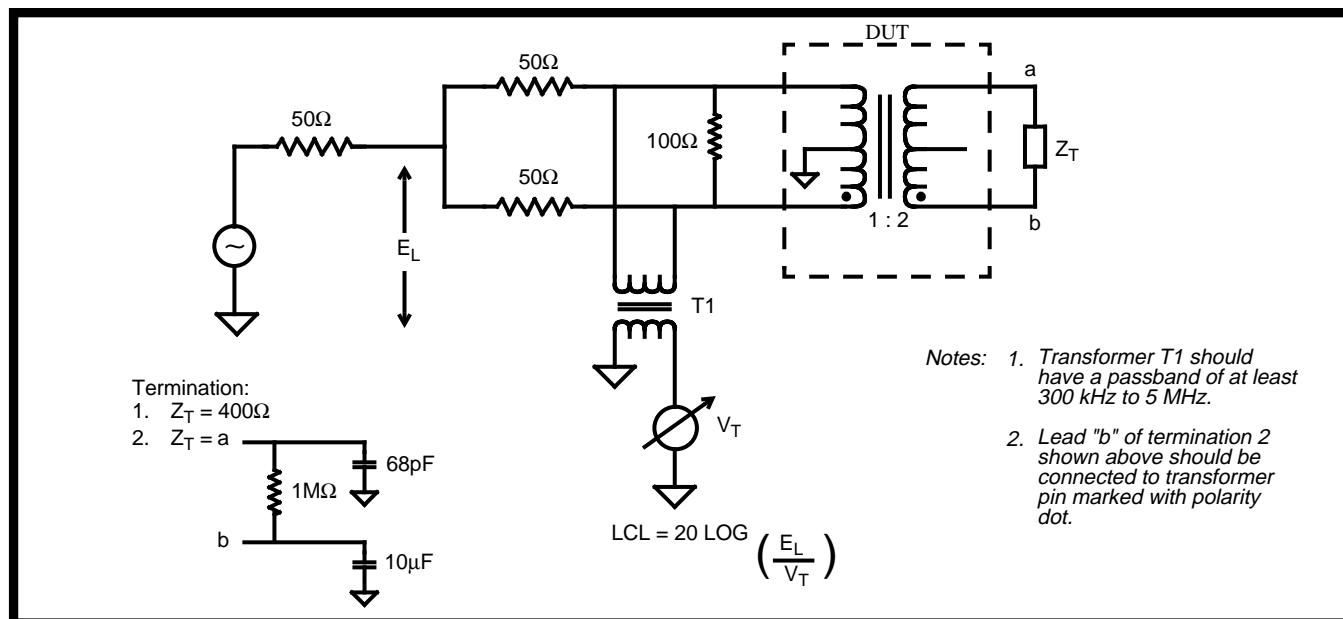 DUT
50Ω
a
50Ω
100Ω
Z_T
50Ω
E_L
1 : 2
b
T1
V_T
Termination:
1. Z_T = 400Ω
2. Z_T = a
68pF
1MΩ
b
10µF
LCL = 20 LOG ( E_L / V_T )
Notes: 1. Transformer T1 should
have a passband of at least
300 kHz to 5 MHz.
2. Lead "b" of termination 2
shown above should be
connected to transformer
pin marked with polarity
dot.